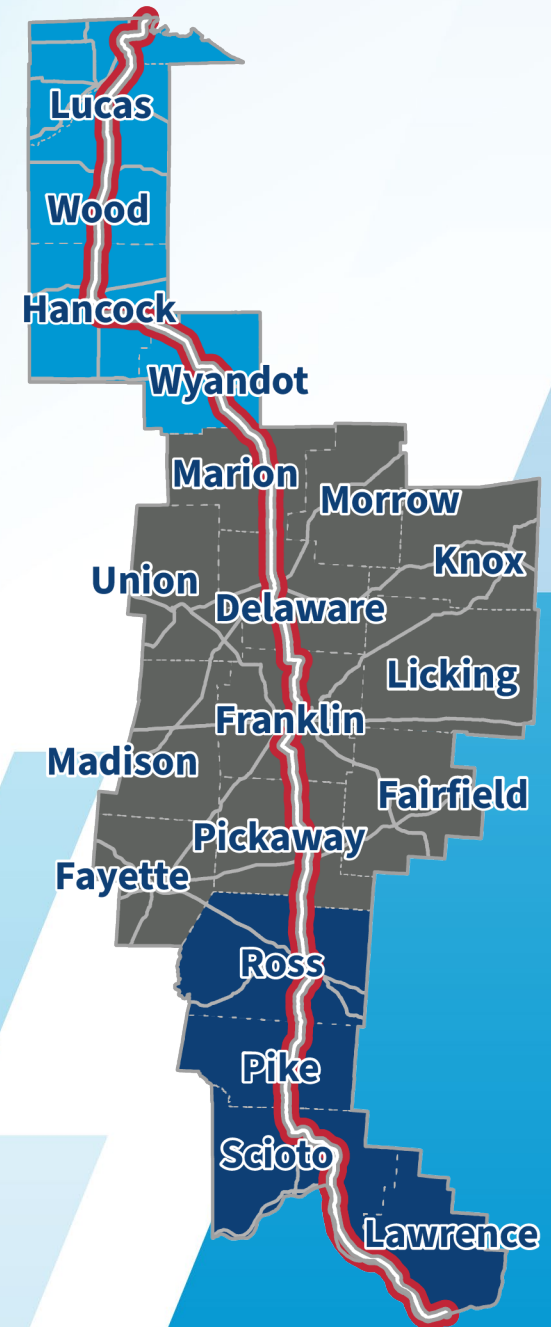 Lucas
Wood
Hancock
Wyandot
Marion
Morrow
Knox
Union
Delaware
Licking
Franklin
Madison
Fairfield
Pickaway
Fayette
Ross
Pike
Scioto
Lawrence